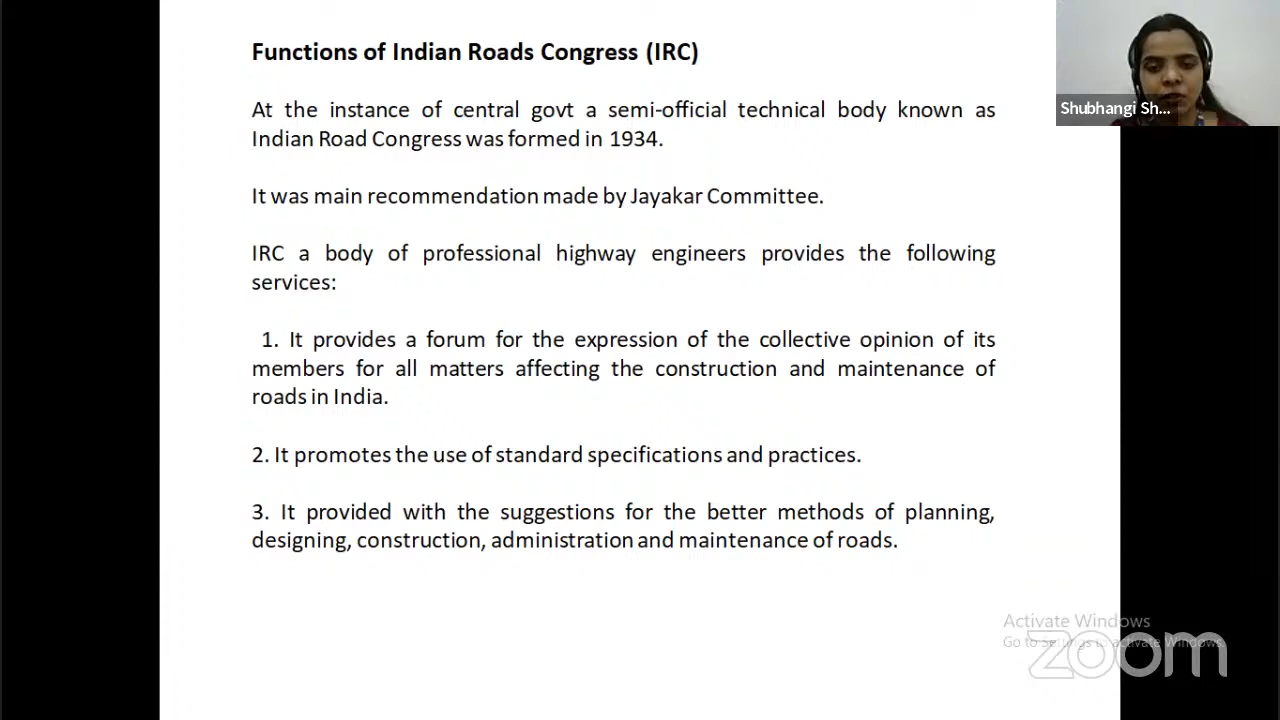 Functions of Indian Roads Congress (IRC)
At the instance of central govt a semi-official technical body known as
Indian Road Congress was formed in 1934.
It was main recommendation made by Jayakar Committee.
IRC a body of professional highway engineers provides the following
services:
1. It provides a forum for the expression of the collective opinion of its
members for all matters affecting the construction and maintenance of
roads in India.
2. It promotes the use of standard specifications and practices.
3. It provided with the suggestions for the better methods of planning,
designing, construction, administration and maintenance of roads.
Shubhangi Sh...
Activate Windows
Go to Settings to activate Windows.
zoom